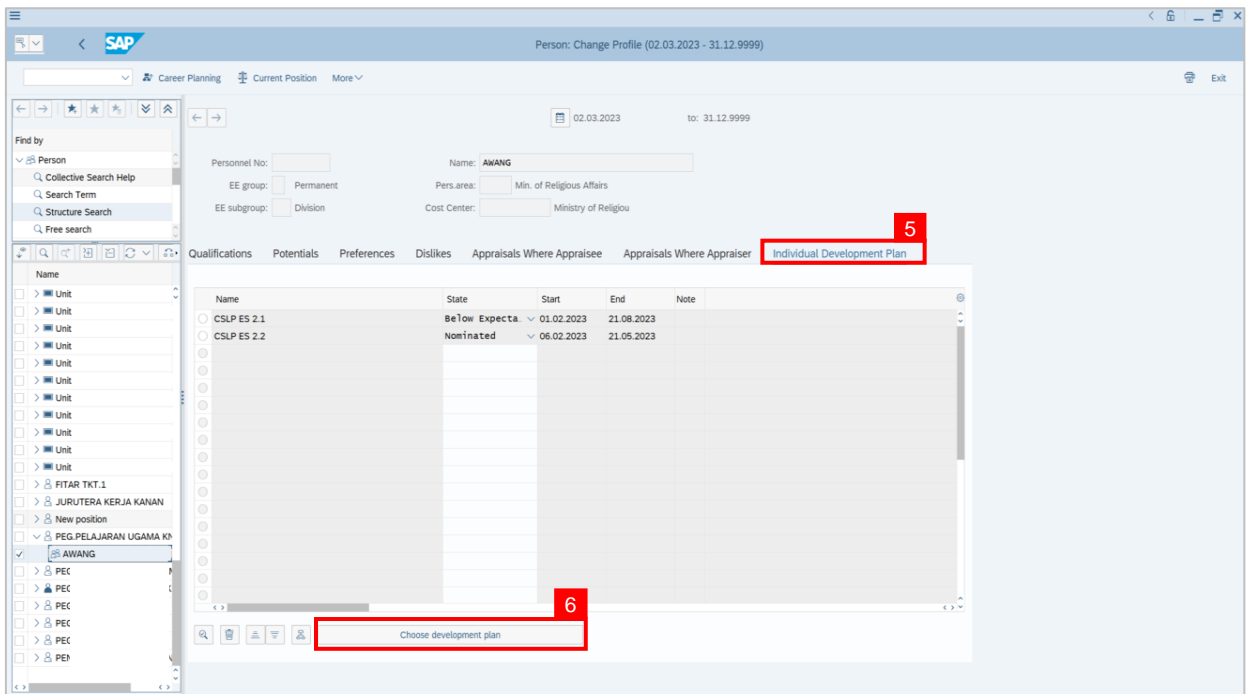 SAP
Person: Change Profile (02.03.2023 - 31.12.9999)
Career Planning Current Position More Exit
02.03.2023 to: 31.12.9999
Find by
Person
Collective Search Help
Search Term
Structure Search
Free search
Personnel No: Name: AWANG
EE group: Permanent Pers.area: Min. of Religious Affairs
EE subgroup: Division Cost Center: Ministry of Religiou
5
Qualifications Potentials Preferences Dislikes Appraisals Where Appraisee Appraisals Where Appraiser Individual Development Plan
Name
Unit
Unit
Unit
Unit
Unit
Unit
Unit
Unit
Unit
Unit
Unit
FITAR TKT.1
JURUTERA KERJA KANAN
New position
PEG.PELAJARAN UGAMA KN
AWANG
PEG
PEG
PEG
PEG
PEG
PEN
Name State Start End Note
CSLP ES 2.1 Below Expecta. 01.02.2023 21.08.2023
CSLP ES 2.2 Nominated 06.02.2023 21.05.2023
6
Choose development plan